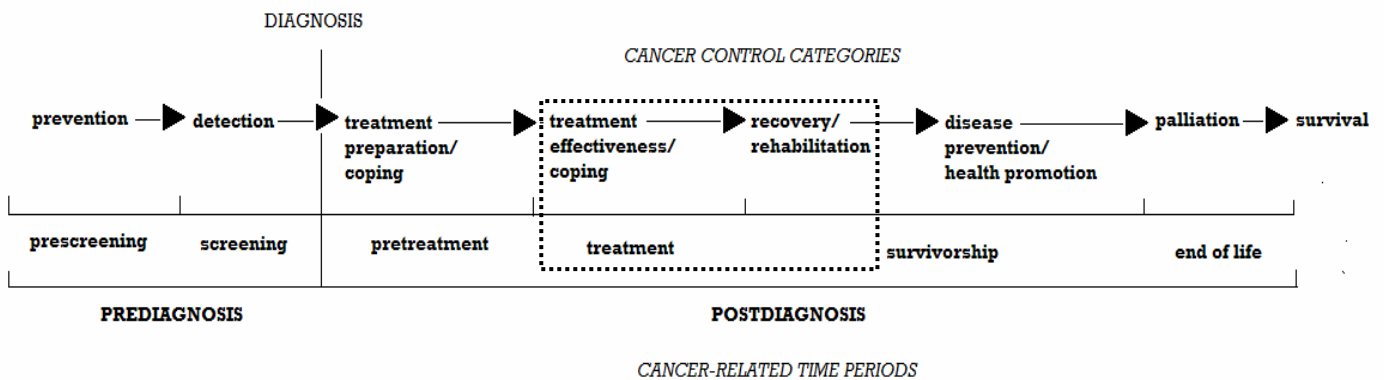 DIAGNOSIS
CANCER CONTROL CATEGORIES
prevention detection treatment preparation/ coping treatment effectiveness/ coping recovery/ rehabilitation disease prevention/ health promotion palliation survival
prescreening screening pretreatment treatment survivorship end of life
PREDIAGNOSIS POSTDIAGNOSIS
CANCER-RELATED TIME PERIODS